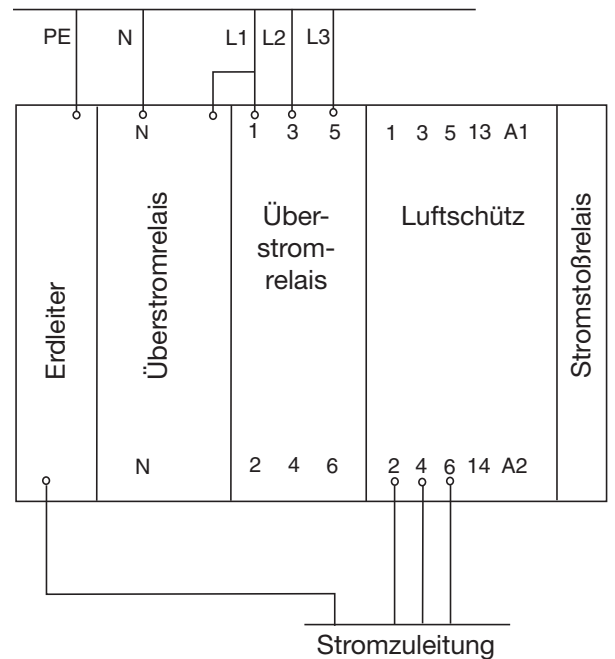 PE N L1 L2 L3
N 1 3 5 1 3 5 13 A1
Erdleiter
Überstromrelais
Über-
strom-
relais
Luftschütz
Stromstoßrelais
N 2 4 6 2 4 6 14 A2
Stromzuleitung